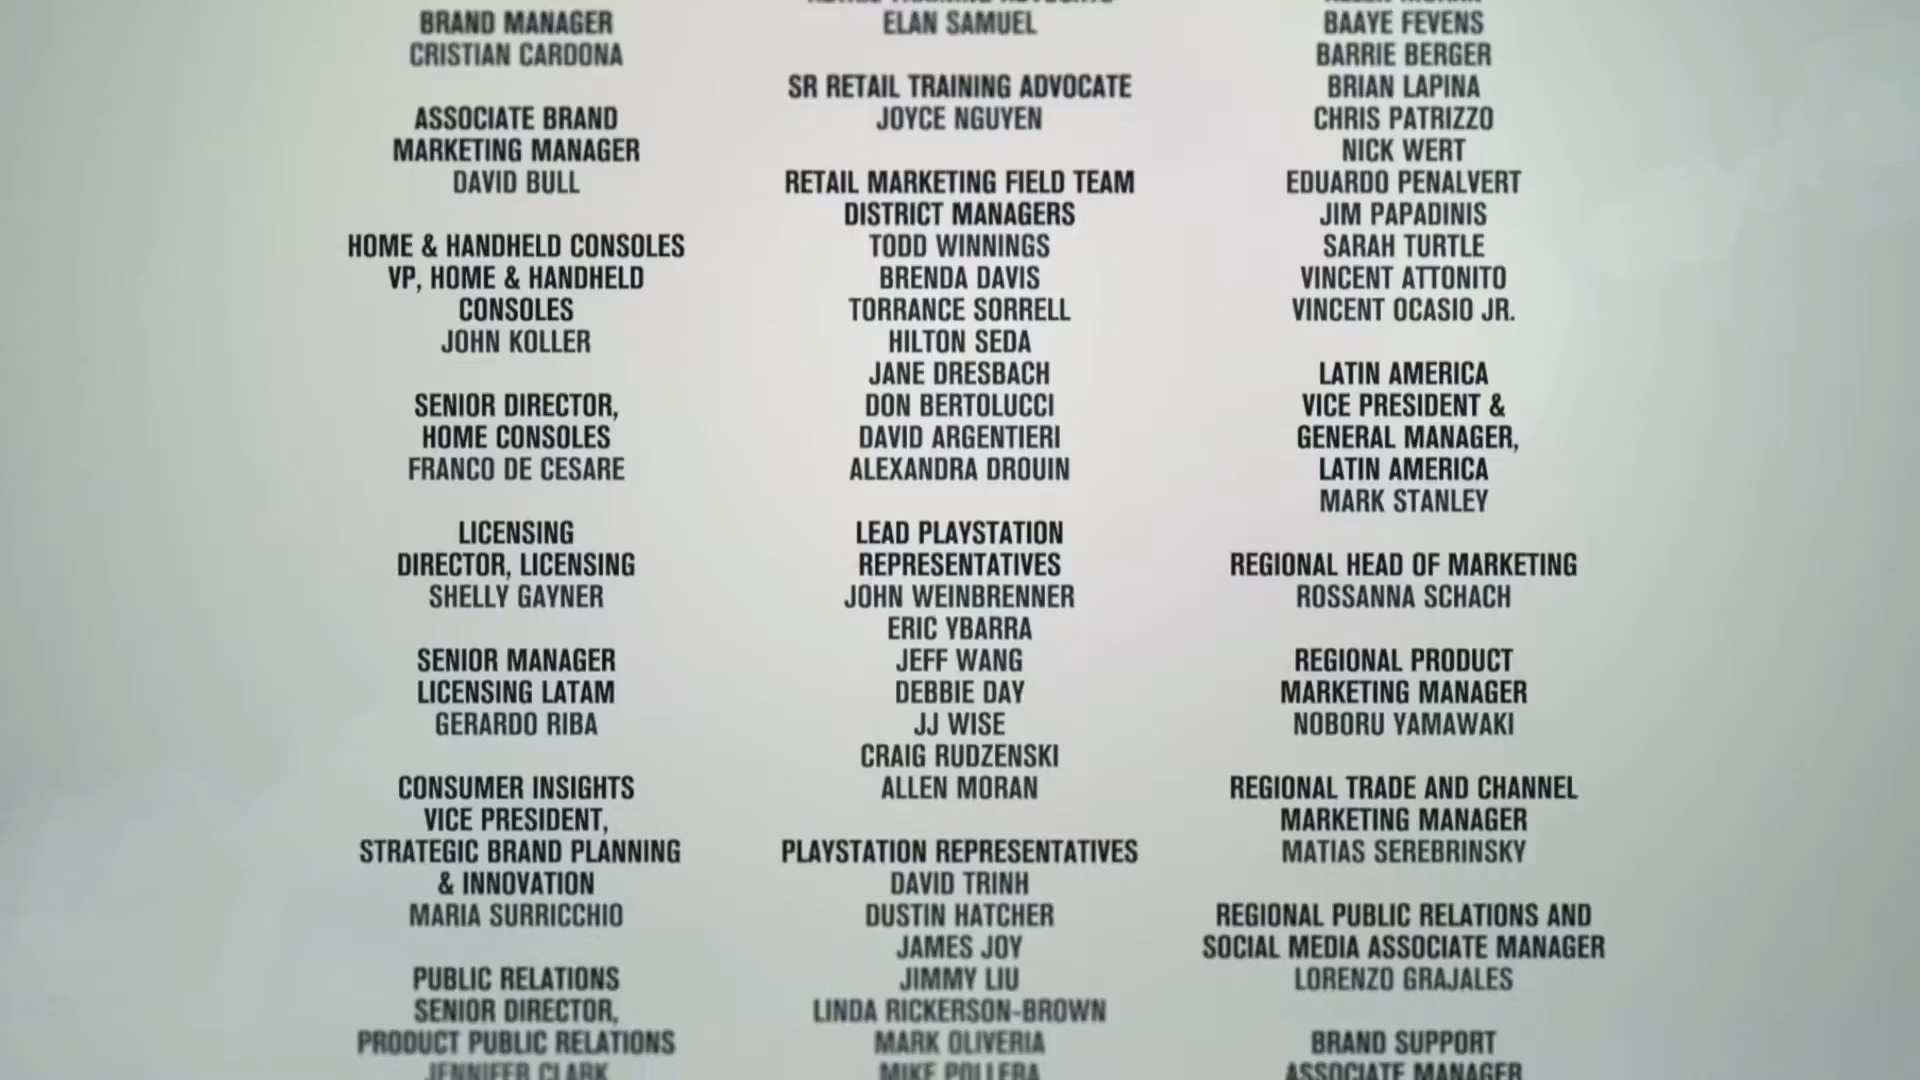 BRAND MANAGER
CRISTIAN CARDONA
ASSOCIATE BRAND
MARKETING MANAGER
DAVID BULL
HOME & HANDHELD CONSOLES
VP, HOME & HANDHELD
CONSOLES
JOHN KOLLER
SENIOR DIRECTOR,
HOME CONSOLES
FRANCO DE CESARE
LICENSING
DIRECTOR, LICENSING
SHELLY GAYNER
SENIOR MANAGER
LICENSING LATAM
GERARDO RIBA
CONSUMER INSIGHTS
VICE PRESIDENT,
STRATEGIC BRAND PLANNING
& INNOVATION
MARIA SURRICCHIO
PUBLIC RELATIONS
SENIOR DIRECTOR,
PRODUCT PUBLIC RELATIONS
JENNIFER CLARK
ELAN SAMUEL
SR RETAIL TRAINING ADVOCATE
JOYCE NGUYEN
RETAIL MARKETING FIELD TEAM
DISTRICT MANAGERS
TODD WINNINGS
BRENDA DAVIS
TORRANCE SORRELL
HILTON SEDA
JANE DRESBACH
DON BERTOLUCCI
DAVID ARGENTIERI
ALEXANDRA DROUIN
LEAD PLAYSTATION
REPRESENTATIVES
JOHN WEINBRENNER
ERIC YBARRA
JEFF WANG
DEBBIE DAY
JJ WISE
CRAIG RUDZENSKI
ALLEN MORAN
PLAYSTATION REPRESENTATIVES
DAVID TRINH
DUSTIN HATCHER
JAMES JOY
JIMMY LIU
LINDA RICKERSON-BROWN
MARK OLIVERIA
MIKE POLLERA
BAAYE FEVENS
BARRIE BERGER
BRIAN LAPINA
CHRIS PATRIZZO
NICK WERT
EDUARDO PENALVERT
JIM PAPADINIS
SARAH TURTLE
VINCENT ATTONITO
VINCENT OCASIO JR.
LATIN AMERICA
VICE PRESIDENT &
GENERAL MANAGER,
LATIN AMERICA
MARK STANLEY
REGIONAL HEAD OF MARKETING
ROSSANNA SCHACH
REGIONAL PRODUCT
MARKETING MANAGER
NOBORU YAMAWAKI
REGIONAL TRADE AND CHANNEL
MARKETING MANAGER
MATIAS SEREBRINSKY
REGIONAL PUBLIC RELATIONS AND
SOCIAL MEDIA ASSOCIATE MANAGER
LORENZO GRAJALES
BRAND SUPPORT
ASSOCIATE MANAGER